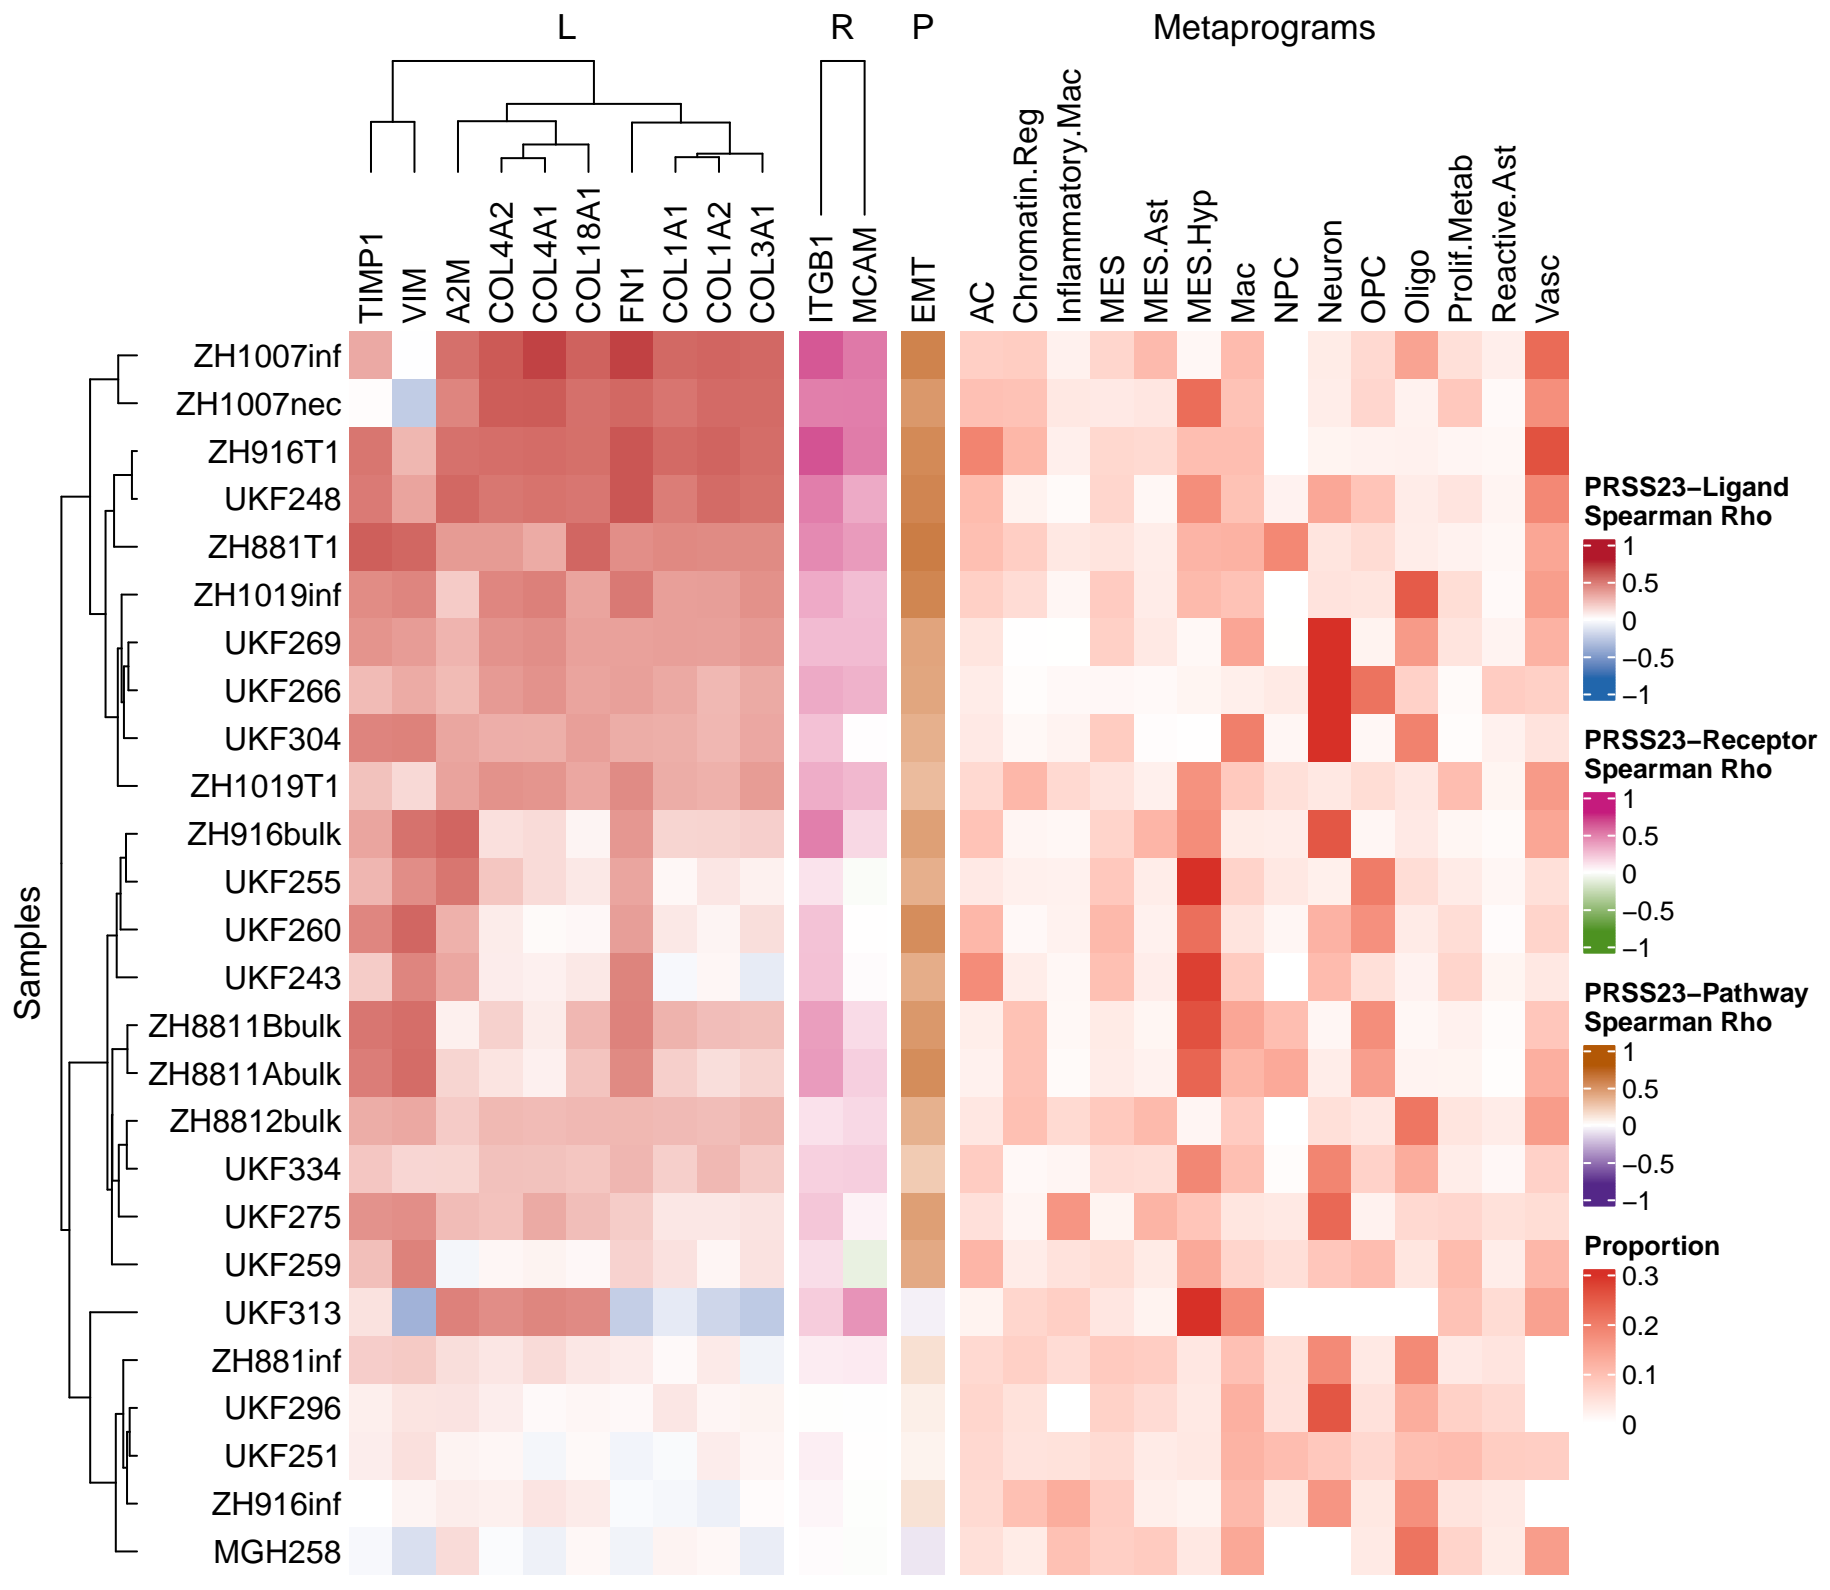 L
R
P
Metaprograms
TIMP1
VIM
A2M
COL4A2
COL4A1
COL18A1
FN1
COL1A1
COL1A2
COL3A1
ITGB1
MCAM
EMT
AC
Chromatin.Reg
Inflammatory.Mac
MES
MES.Ast
MES.Hyp
Mac
NPC
Neuron
OPC
Oligo
Prolif.Metab
Reactive.Ast
Vasc
Samples
ZH1007inf
ZH1007nec
ZH916T1
UKF248
ZH881T1
ZH1019inf
UKF269
UKF266
UKF304
ZH1019T1
ZH916bulk
UKF255
UKF260
UKF243
ZH8811Bbulk
ZH8811Abulk
ZH8812bulk
UKF334
UKF275
UKF259
UKF313
ZH881inf
UKF296
UKF251
ZH916inf
MGH258
PRSS23−Ligand
Spearman Rho
1
0.5
0
−0.5
−1
PRSS23−Receptor
Spearman Rho
1
0.5
0
−0.5
−1
PRSS23−Pathway
Spearman Rho
1
0.5
0
−0.5
−1
Proportion
0.3
0.2
0.1
0